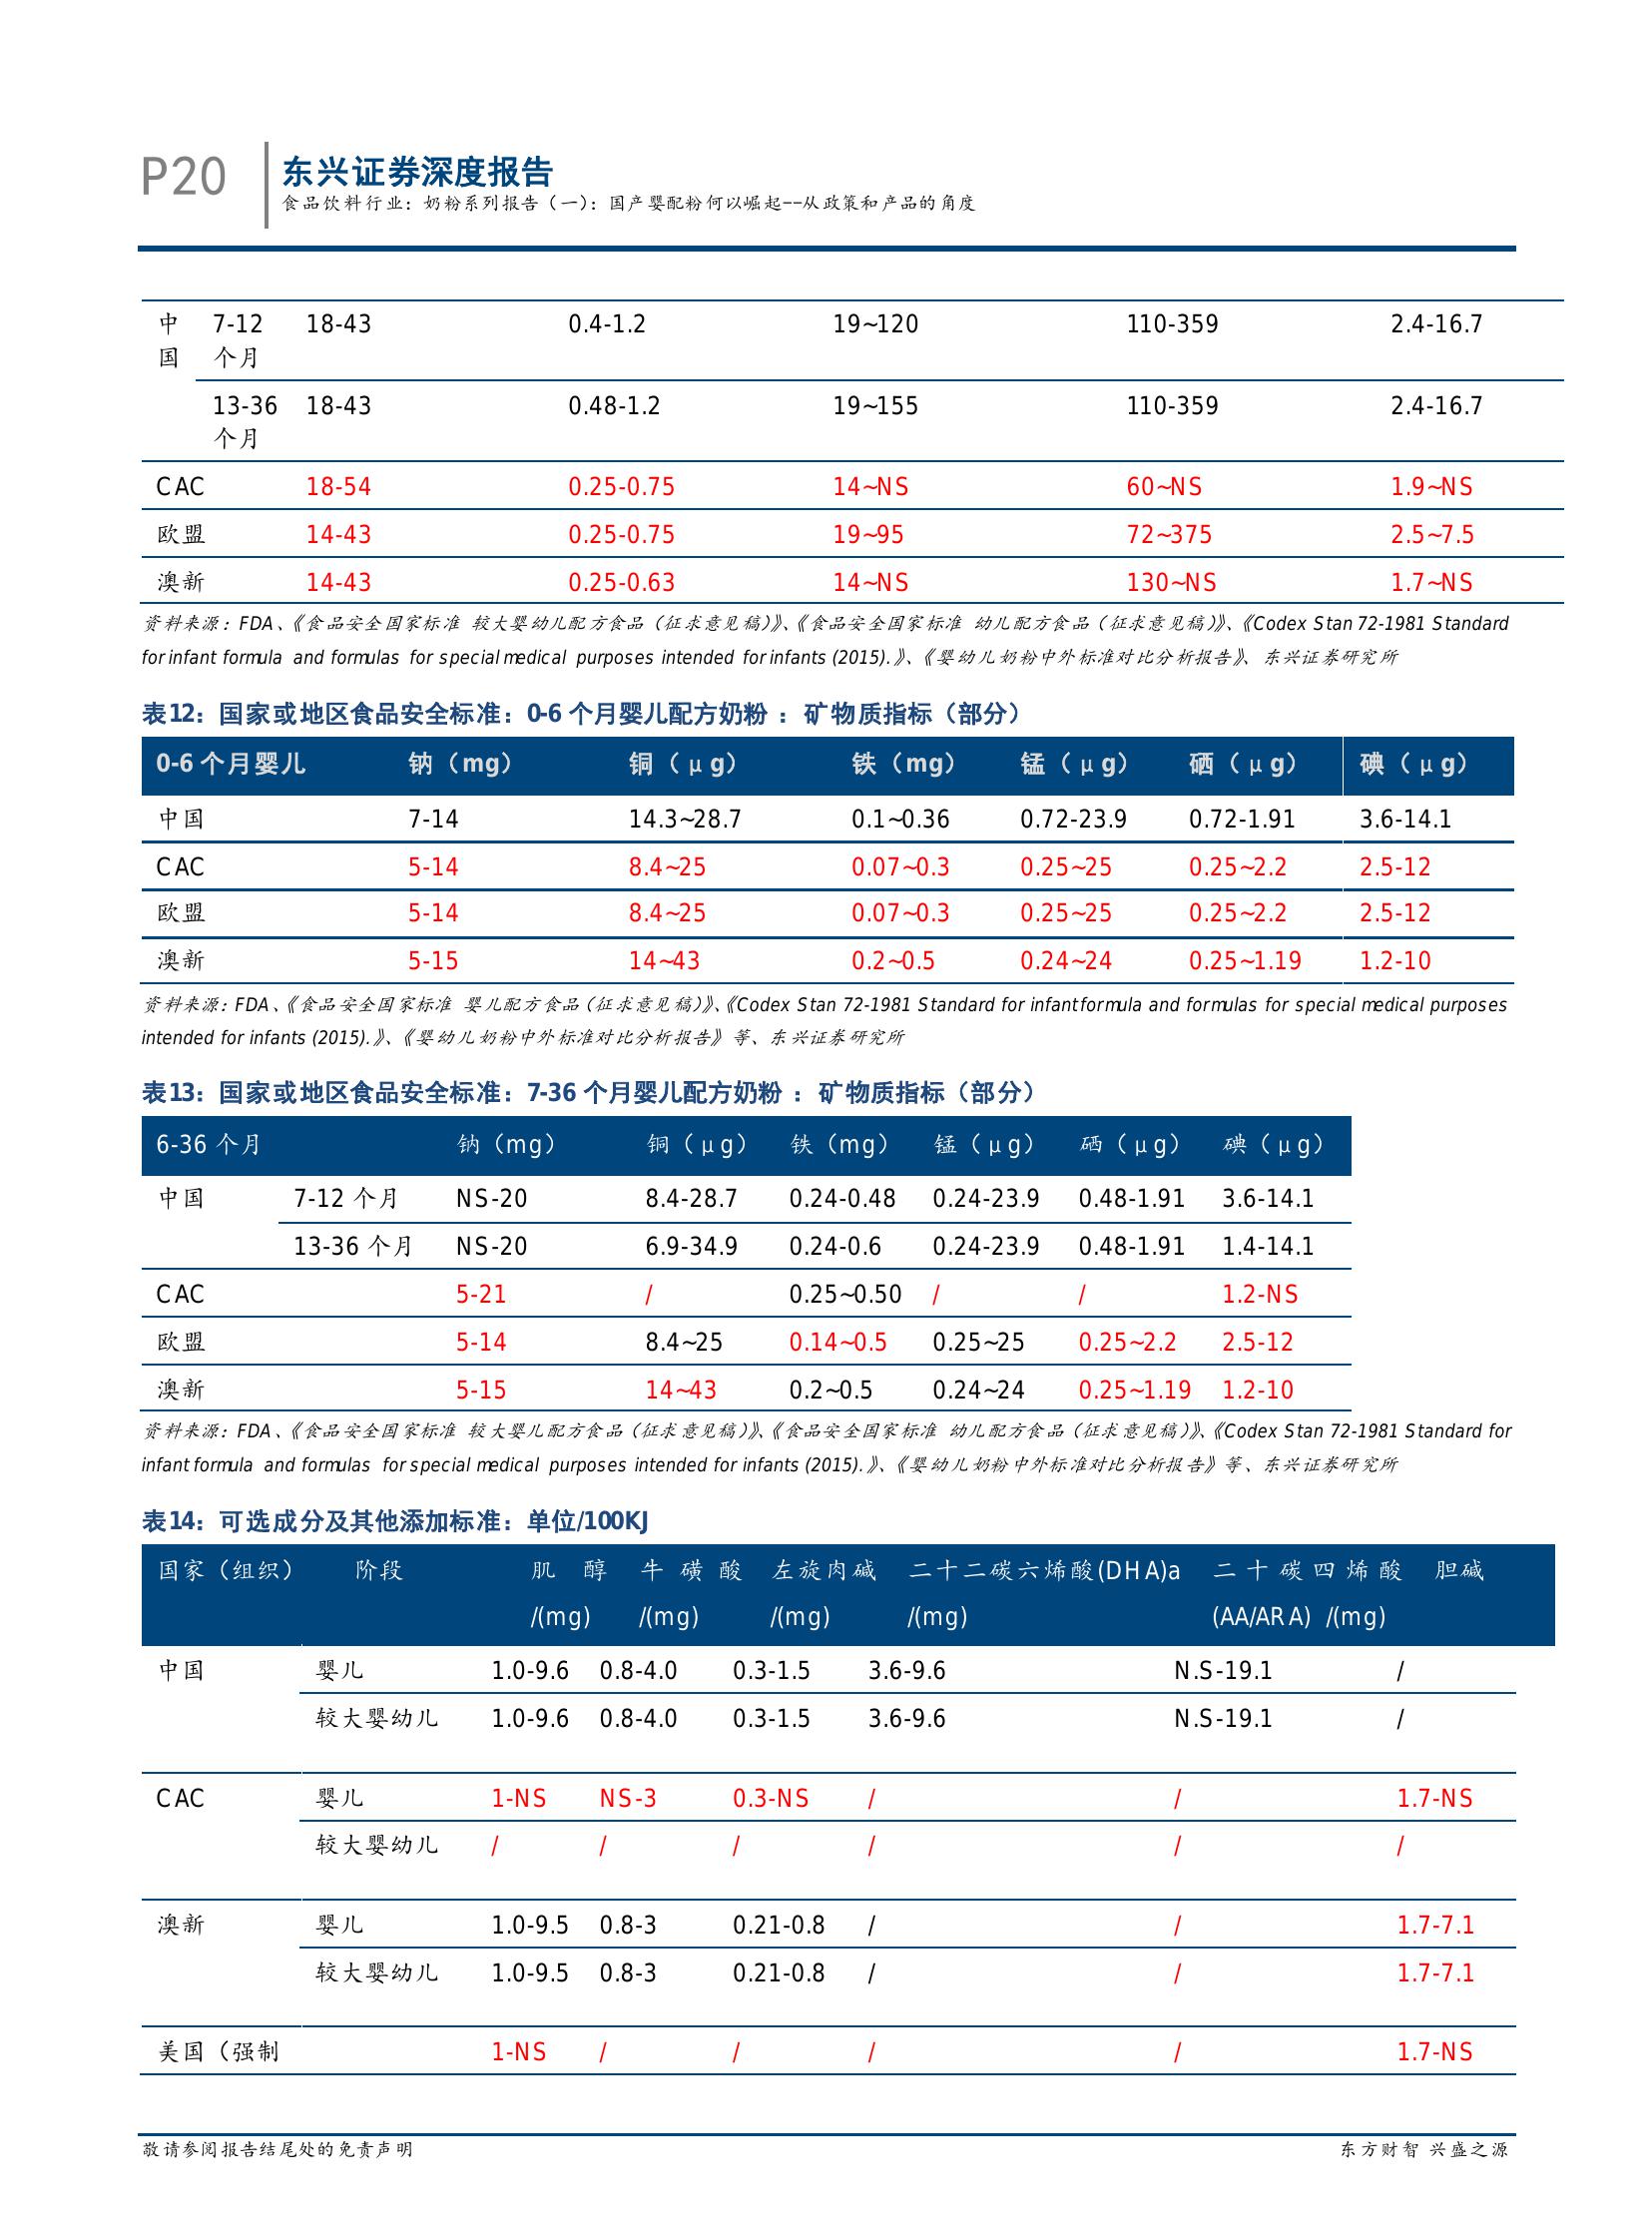 P20
东兴证券深度报告
食品饮料行业：奶粉系列报告（一）：国产婴配粉何以崛起--从政策和产品的角度
中国 7-12个月 18-43 0.4-1.2 19~120 110-359 2.4-16.7
13-36个月 18-43 0.48-1.2 19~155 110-359 2.4-16.7
CAC 18-54 0.25-0.75 14~NS 60~NS 1.9~NS
欧盟 14-43 0.25-0.75 19~95 72~375 2.5~7.5
澳新 14-43 0.25-0.63 14~NS 130~NS 1.7~NS
资料来源：FDA、《食品安全国家标准 较大婴幼儿配方食品（征求意见稿）》、《食品安全国家标准 幼儿配方食品（征求意见稿）》、《Codex Stan 72-1981 Standard
for infant formula and formulas for special medical purposes intended for infants (2015).》、《婴幼儿奶粉中外标准对比分析报告》、东兴证券研究所
表12：国家或地区食品安全标准：0-6 个月婴儿配方奶粉 ：矿物质指标（部分）
0-6 个月婴儿 钠（mg） 铜（μg） 铁（mg） 锰（μg） 硒（μg） 碘（μg）
中国 7-14 14.3~28.7 0.1~0.36 0.72-23.9 0.72-1.91 3.6-14.1
CAC 5-14 8.4~25 0.07~0.3 0.25~25 0.25~2.2 2.5-12
欧盟 5-14 8.4~25 0.07~0.3 0.25~25 0.25~2.2 2.5-12
澳新 5-15 14~43 0.2~0.5 0.24~24 0.25~1.19 1.2-10
资料来源：FDA、《食品安全国家标准 婴儿配方食品（征求意见稿）》、《Codex Stan 72-1981 Standard for infant formula and formulas for special medical purposes
intended for infants (2015).》、《婴幼儿奶粉中外标准对比分析报告》等、东兴证券研究所
表13：国家或地区食品安全标准：7-36 个月婴儿配方奶粉 ：矿物质指标（部分）
6-36 个月 钠（mg） 铜（μg） 铁（mg） 锰（μg） 硒（μg） 碘（μg）
中国 7-12 个月 NS-20 8.4-28.7 0.24-0.48 0.24-23.9 0.48-1.91 3.6-14.1
13-36 个月 NS-20 6.9-34.9 0.24-0.6 0.24-23.9 0.48-1.91 1.4-14.1
CAC 5-21 / 0.25~0.50 / / 1.2-NS
欧盟 5-14 8.4~25 0.14~0.5 0.25~25 0.25~2.2 2.5-12
澳新 5-15 14~43 0.2~0.5 0.24~24 0.25~1.19 1.2-10
资料来源：FDA、《食品安全国家标准 较大婴儿配方食品（征求意见稿）》、《食品安全国家标准 幼儿配方食品（征求意见稿）》、《Codex Stan 72-1981 Standard for
infant formula and formulas for special medical purposes intended for infants (2015).》、《婴幼儿奶粉中外标准对比分析报告》等、东兴证券研究所
表14：可选成分及其他添加标准：单位/100KJ
国家（组织） 阶段 肌醇 牛磺酸 左旋肉碱 二十二碳六烯酸(DHA)a 二十碳四烯酸 胆碱
/(mg) /(mg) /(mg) /(mg) (AA/ARA) /(mg)
中国 婴儿 1.0-9.6 0.8-4.0 0.3-1.5 3.6-9.6 N.S-19.1 /
较大婴幼儿 1.0-9.6 0.8-4.0 0.3-1.5 3.6-9.6 N.S-19.1 /
CAC 婴儿 1-NS NS-3 0.3-NS / / 1.7-NS
较大婴幼儿 / / / / / /
澳新 婴儿 1.0-9.5 0.8-3 0.21-0.8 / / 1.7-7.1
较大婴幼儿 1.0-9.5 0.8-3 0.21-0.8 / / 1.7-7.1
美国（强制 1-NS / / / / 1.7-NS
敬请参阅报告结尾处的免责声明
东方财智 兴盛之源